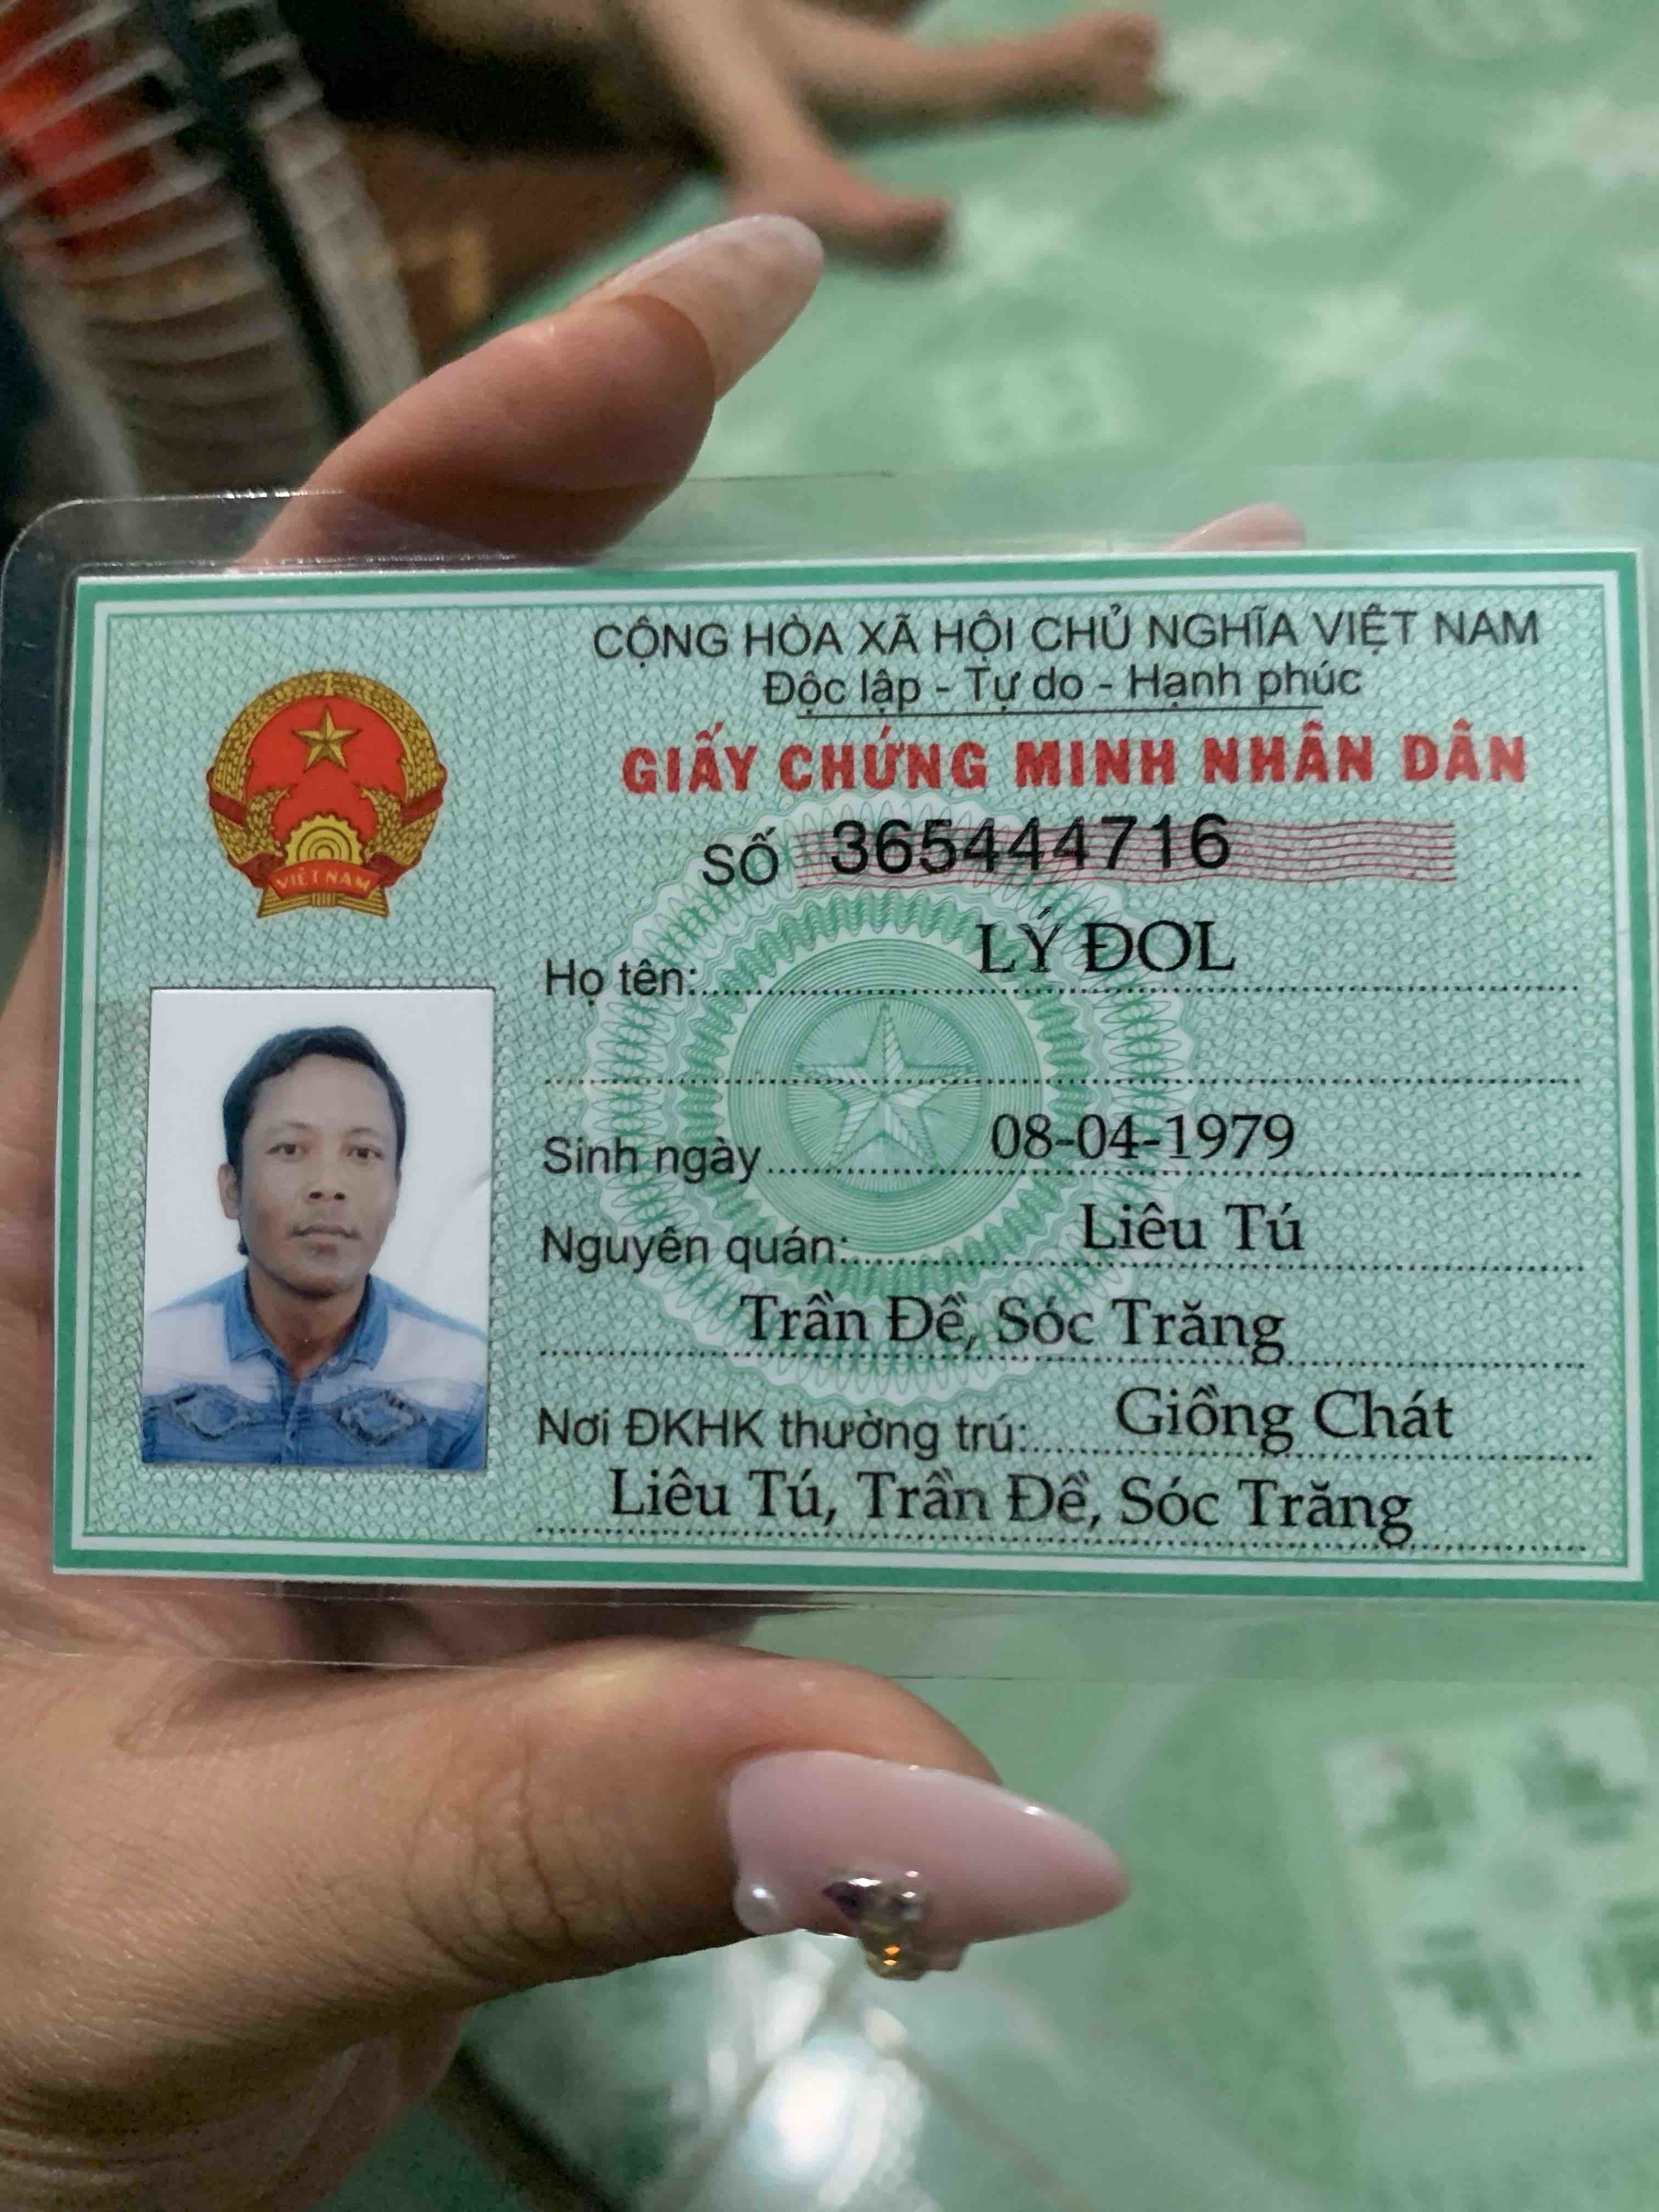 CỘNG HÒA XÃ HỘI CHỦ NGHĨA VIỆT NAM
Độc lập - Tự do - Hạnh phúc
GIẤY CHỨNG MINH NHÂN DÂN
SỐ 365444716
VIỆT NAM
Họ tên: LÝ ĐOL
Sinh ngày 08-04-1979
Nguyên quán: Liêu Tú
Trần Đề, Sóc Trăng
Nơi ĐKHK thường trú: Giồng Chát
Liêu Tú, Trần Đề, Sóc Trăng